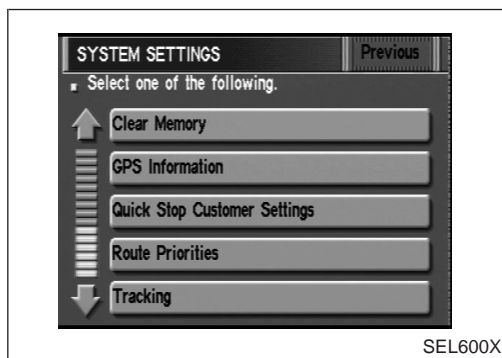 SYSTEM SETTINGS Previous
Select one of the following.
Clear Memory
GPS Information
Quick Stop Customer Settings
Route Priorities
Tracking
SEL600X